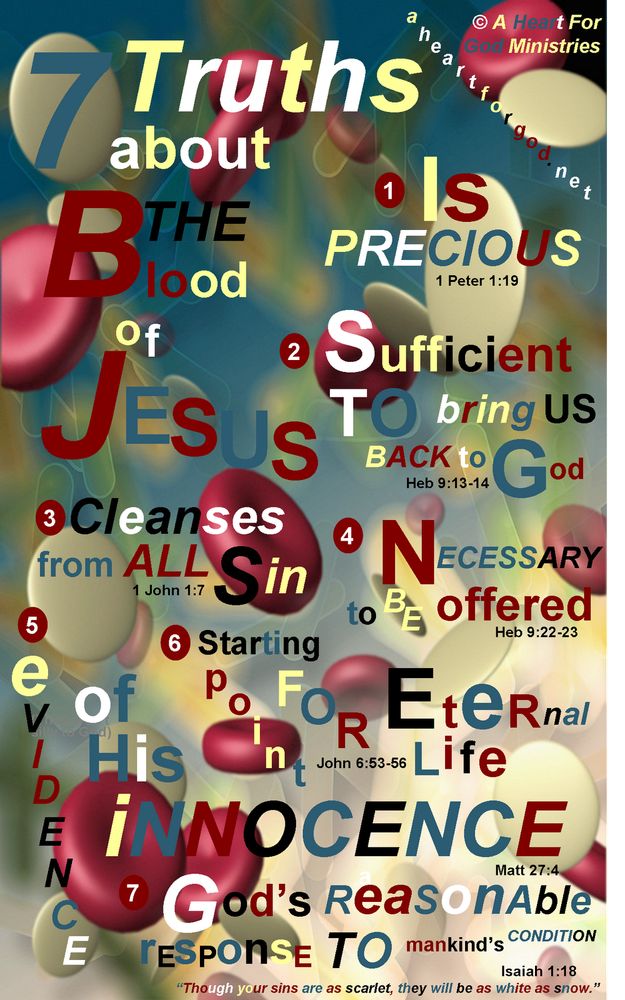 © A Heart For
God Ministries
aheartforgod.net
7 Truths
about
THE
Blood
of
JESUS
1 Is
PRECIOUS
1 Peter 1:19
2 Sufficient
TO bring US
BACK to God
Heb 9:13-14
3 Cleanses
from ALL Sin
1 John 1:7
4 NECESSARY
to BE offered
Heb 9:22-23
5 eVIDENCE
of
His
iNNOCENCE
Matt 27:4
6 Starting
point FOR EteRnal
Life
John 6:53-56
7 God's ReasonAble
rEsPonsE TO mankind's CONDITION
Isaiah 1:18
"Though your sins are as scarlet, they will be as white as snow."